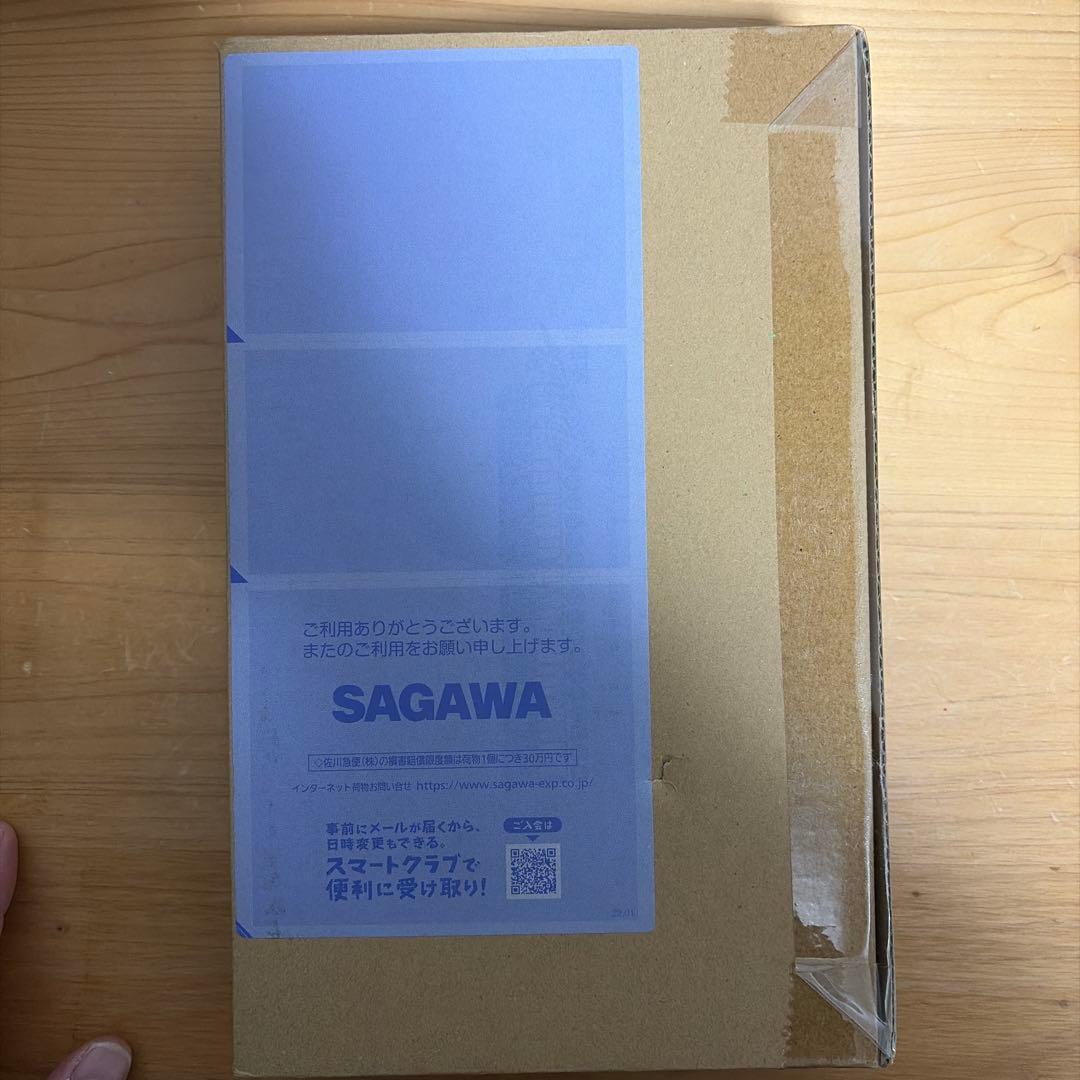 ご利用ありがとうございます。
またのご利用をお願い申し上げます。
SAGAWA
◇佐川急便(株)の損害賠償限度額は荷物1個につき30万円です
インターネット荷物お問い合せ https://www.sagawa-exp.co.jp/
事前にメールが届くから、
日時変更もできる。
スマートクラブで
便利に受け取り!
ご入会は